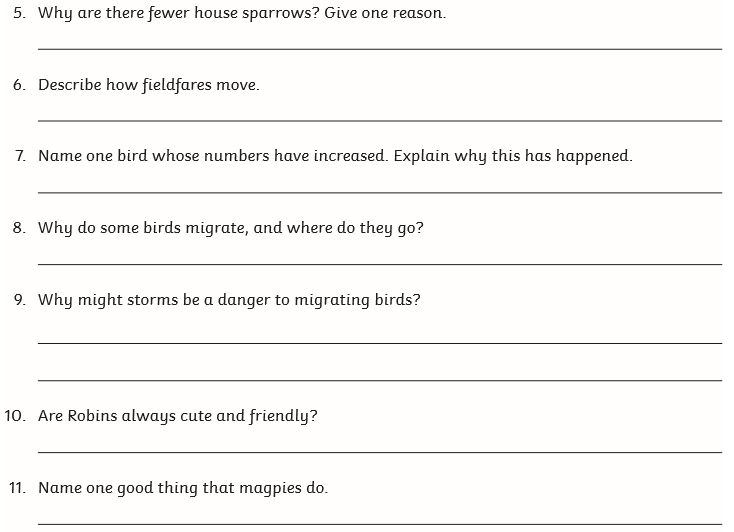 5. Why are there fewer house sparrows? Give one reason.
6. Describe how fieldfares move.
7. Name one bird whose numbers have increased. Explain why this has happened.
8. Why do some birds migrate, and where do they go?
9. Why might storms be a danger to migrating birds?
10. Are Robins always cute and friendly?
11. Name one good thing that magpies do.